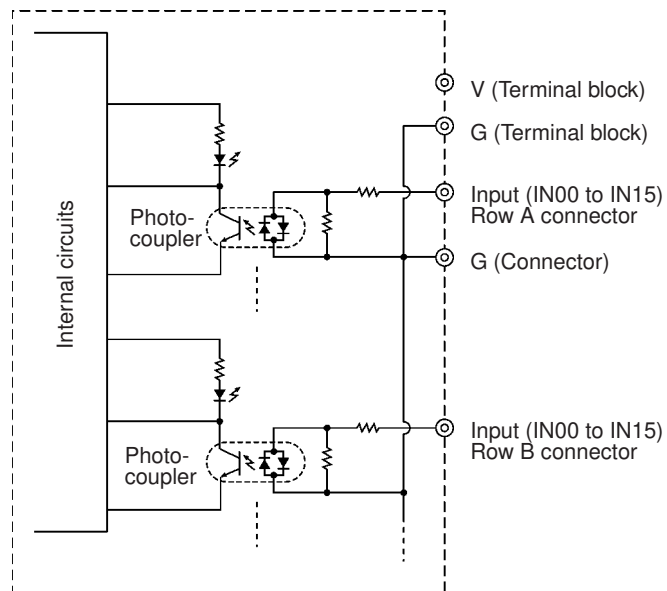 V (Terminal block)
G (Terminal block)
Input (IN00 to IN15)
Row A connector
G (Connector)
Photo-
coupler
Internal circuits
Input (IN00 to IN15)
Row B connector
Photo-
coupler